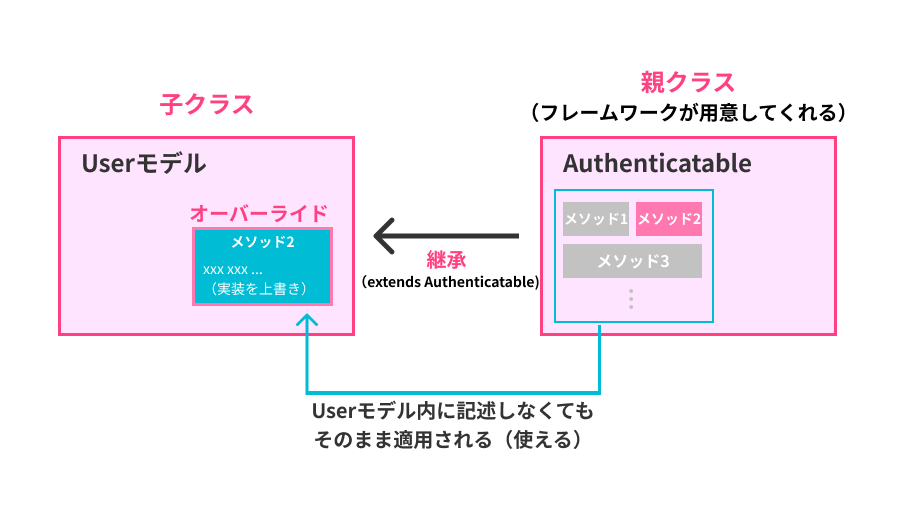 子クラス
Userモデル
オーバーライド
メソッド2
xxx xxx ...
（実装を上書き）
継承
（extends Authenticatable)
親クラス
（フレームワークが用意してくれる）
Authenticatable
メソッド1
メソッド2
メソッド3
⋮
Userモデル内に記述しなくても
そのまま適用される（使える）